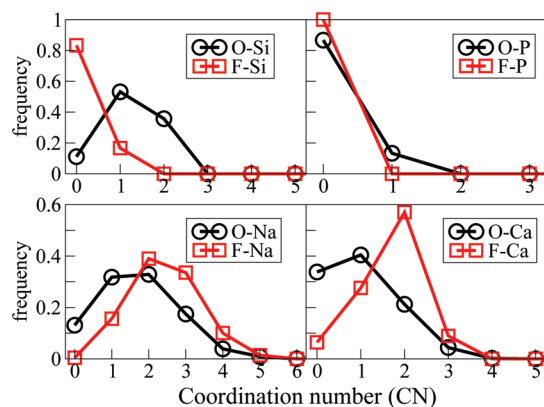 1
0.8
0.6
0.4
0.2
0
frequency
O-Si
F-Si
0 1 2 3 4 5
O-P
F-P
0 1 2 3
0.6
0.4
0.2
0
frequency
O-Na
F-Na
0 1 2 3 4 5 6
O-Ca
F-Ca
0 1 2 3 4 5
Coordination number (CN)